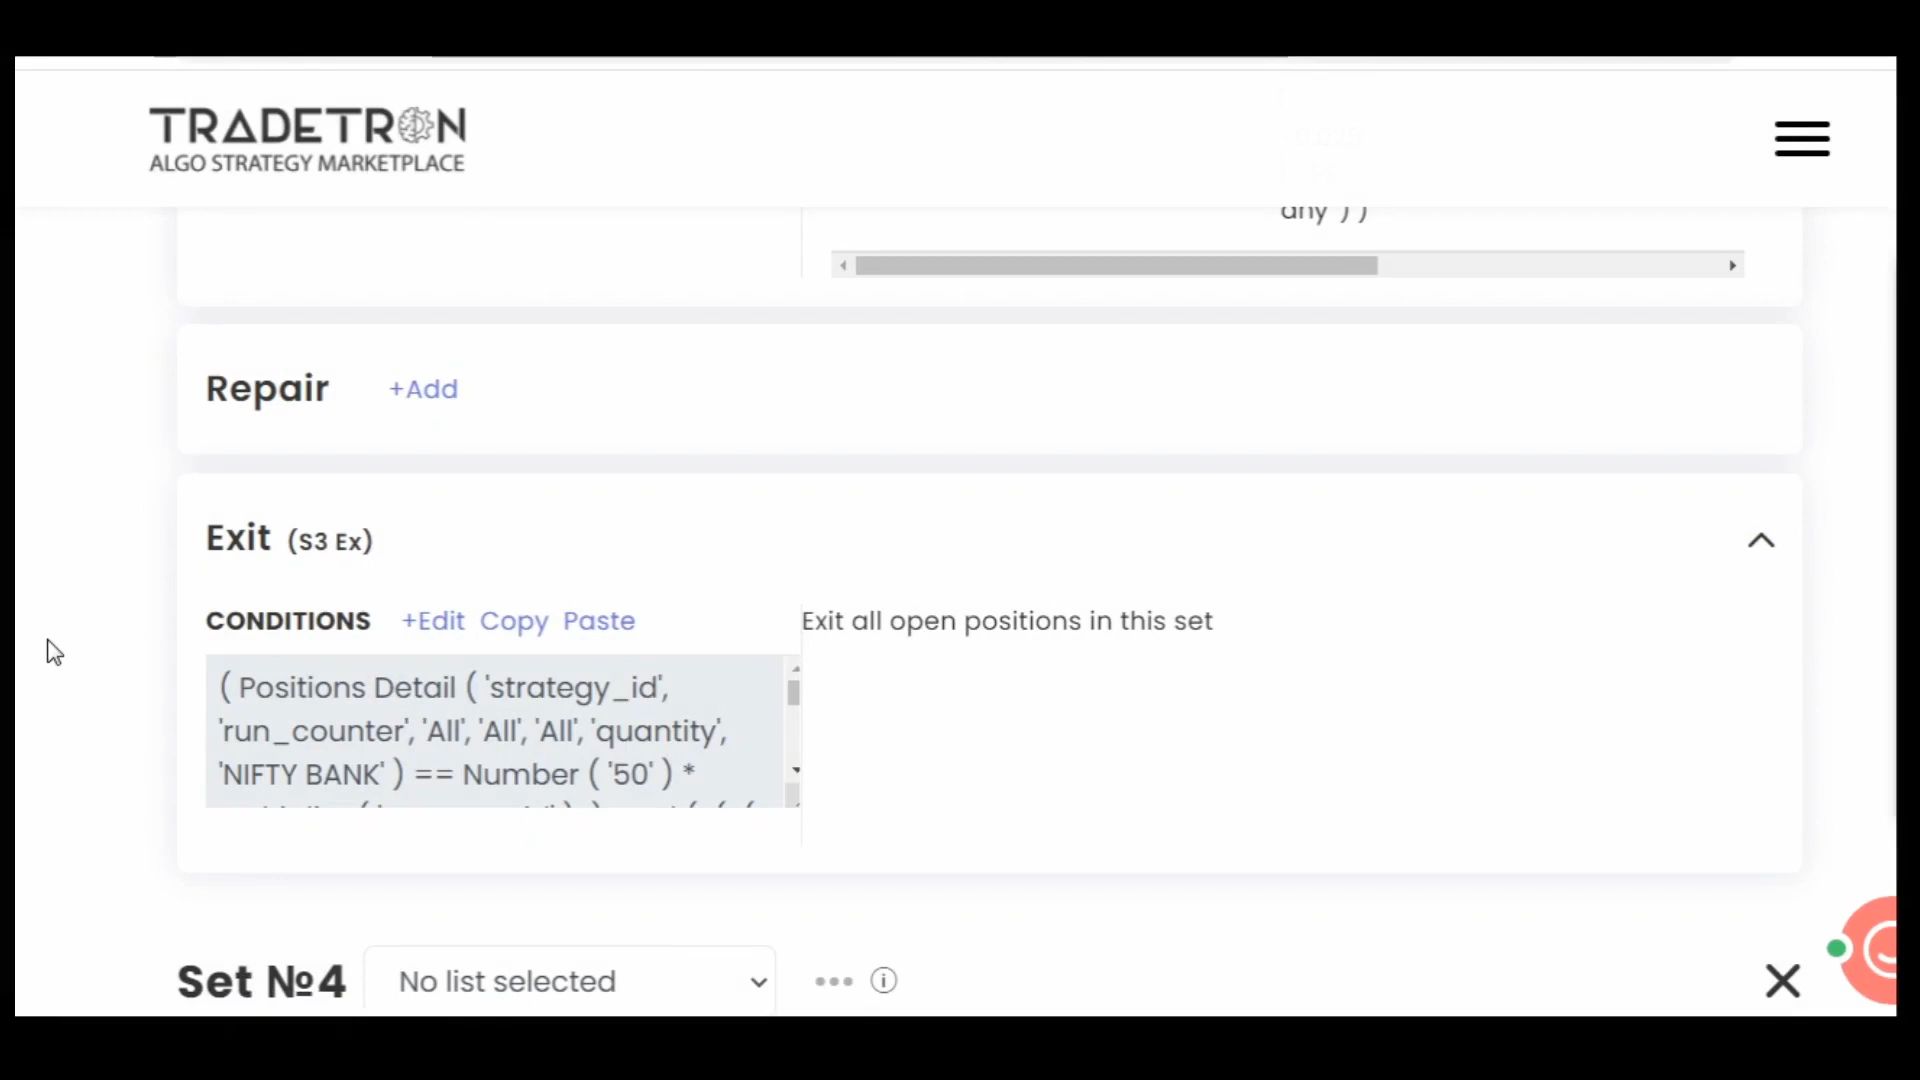 TRADETRON
ALGO STRATEGY MARKETPLACE
any ) )
Repair +Add
Exit (S3 Ex)
CONDITIONS +Edit Copy Paste
Exit all open positions in this set
( Positions Detail ( 'strategy_id',
'run_counter', 'All', 'All', 'All', 'quantity',
'NIFTY BANK' ) == Number ( '50' ) *
Set №4 No list selected